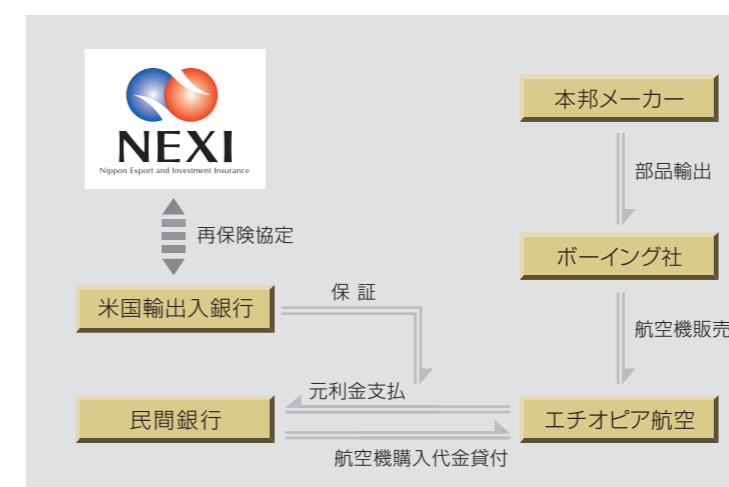 NEXI
Nippon Export and Investment Insurance
本邦メーカー
部品輸出
再保険協定
ボーイング社
米国輸出入銀行
保 証
航空機販売
元利金支払
民間銀行
エチオピア航空
航空機購入代金貸付